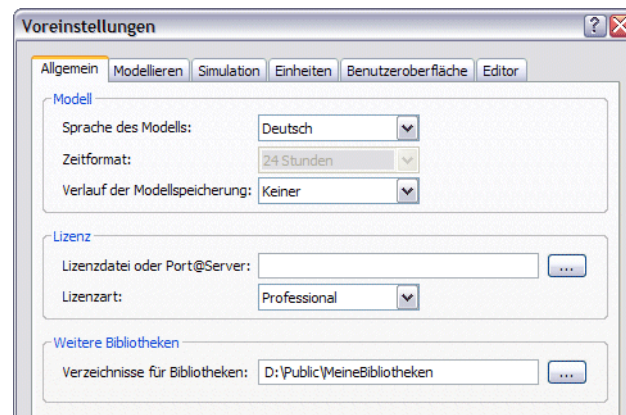 Voreinstellungen
Allgemein Modellieren Simulation Einheiten Benutzeroberfläche Editor
Modell
Sprache des Modells: Deutsch
Zeitformat: 24 Stunden
Verlauf der Modellspeicherung: Keiner
Lizenz
Lizenzdatei oder Port@Server: ...
Lizenzart: Professional
Weitere Bibliotheken
Verzeichnisse für Bibliotheken: D:\Public\MeineBibliotheken ...